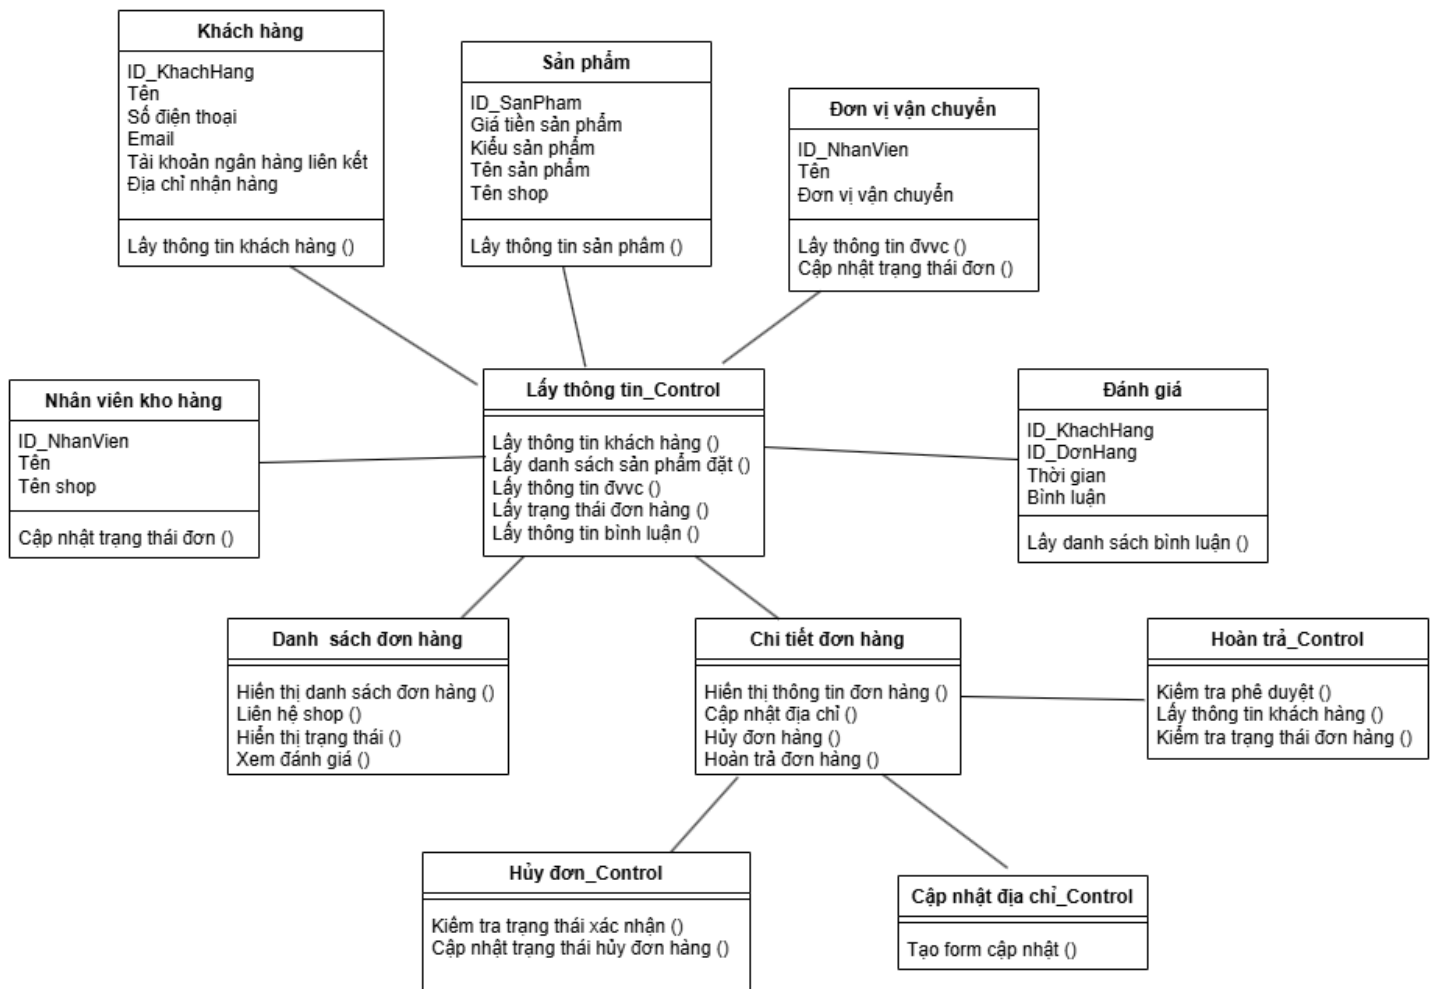 Khách hàng
ID_KhachHang
Tên
Số điện thoại
Email
Tài khoản ngân hàng liên kết
Địa chỉ nhận hàng
Lấy thông tin khách hàng ()
Sản phẩm
ID_SanPham
Giá tiền sản phẩm
Kiểu sản phẩm
Tên sản phẩm
Tên shop
Lấy thông tin sản phẩm ()
Đơn vị vận chuyển
ID_NhanVien
Tên
Đơn vị vận chuyển
Lấy thông tin đvvc ()
Cập nhật trạng thái đơn ()
Nhân viên kho hàng
ID_NhanVien
Tên
Tên shop
Cập nhật trạng thái đơn ()
Lấy thông tin_Control
Lấy thông tin khách hàng ()
Lấy danh sách sản phẩm đặt ()
Lấy thông tin đvvc ()
Lấy trạng thái đơn hàng ()
Lấy thông tin bình luận ()
Đánh giá
ID_KhachHang
ID_DơnHang
Thời gian
Bình luận
Lấy danh sách bình luận ()
Danh  sách đơn hàng
Hiển thị danh sách đơn hàng ()
Liên hệ shop ()
Hiển thị trạng thái ()
Xem đánh giá ()
Chi tiết đơn hàng
Hiển thị thông tin đơn hàng ()
Cập nhật địa chỉ ()
Hủy đơn hàng ()
Hoàn trả đơn hàng ()
Hoàn trả_Control
Kiểm tra phê duyệt ()
Lấy thông tin khách hàng ()
Kiểm tra trạng thái đơn hàng ()
Hủy đơn_Control
Kiểm tra trạng thái xác nhận ()
Cập nhật trạng thái hủy đơn hàng ()
Cập nhật địa chỉ_Control
Tạo form cập nhật ()